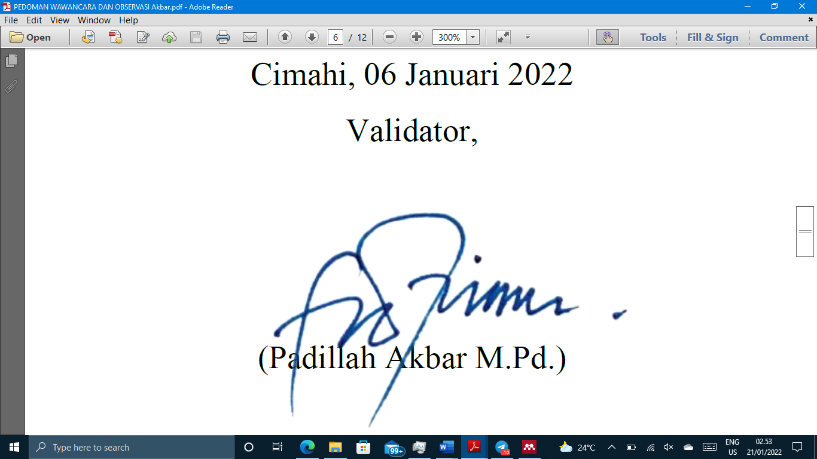 PEDOMAN WAWANCARA DAN OBSERVASI Akbar.pdf - Adobe Reader
File Edit View Window Help
Open 6 / 12 300% Tools Fill & Sign Comment
Cimahi, 06 Januari 2022
Validator,
(Padillah Akbar M.Pd.)
Type here to search 99+ 24°C ENG 02.53
US 21/01/2022